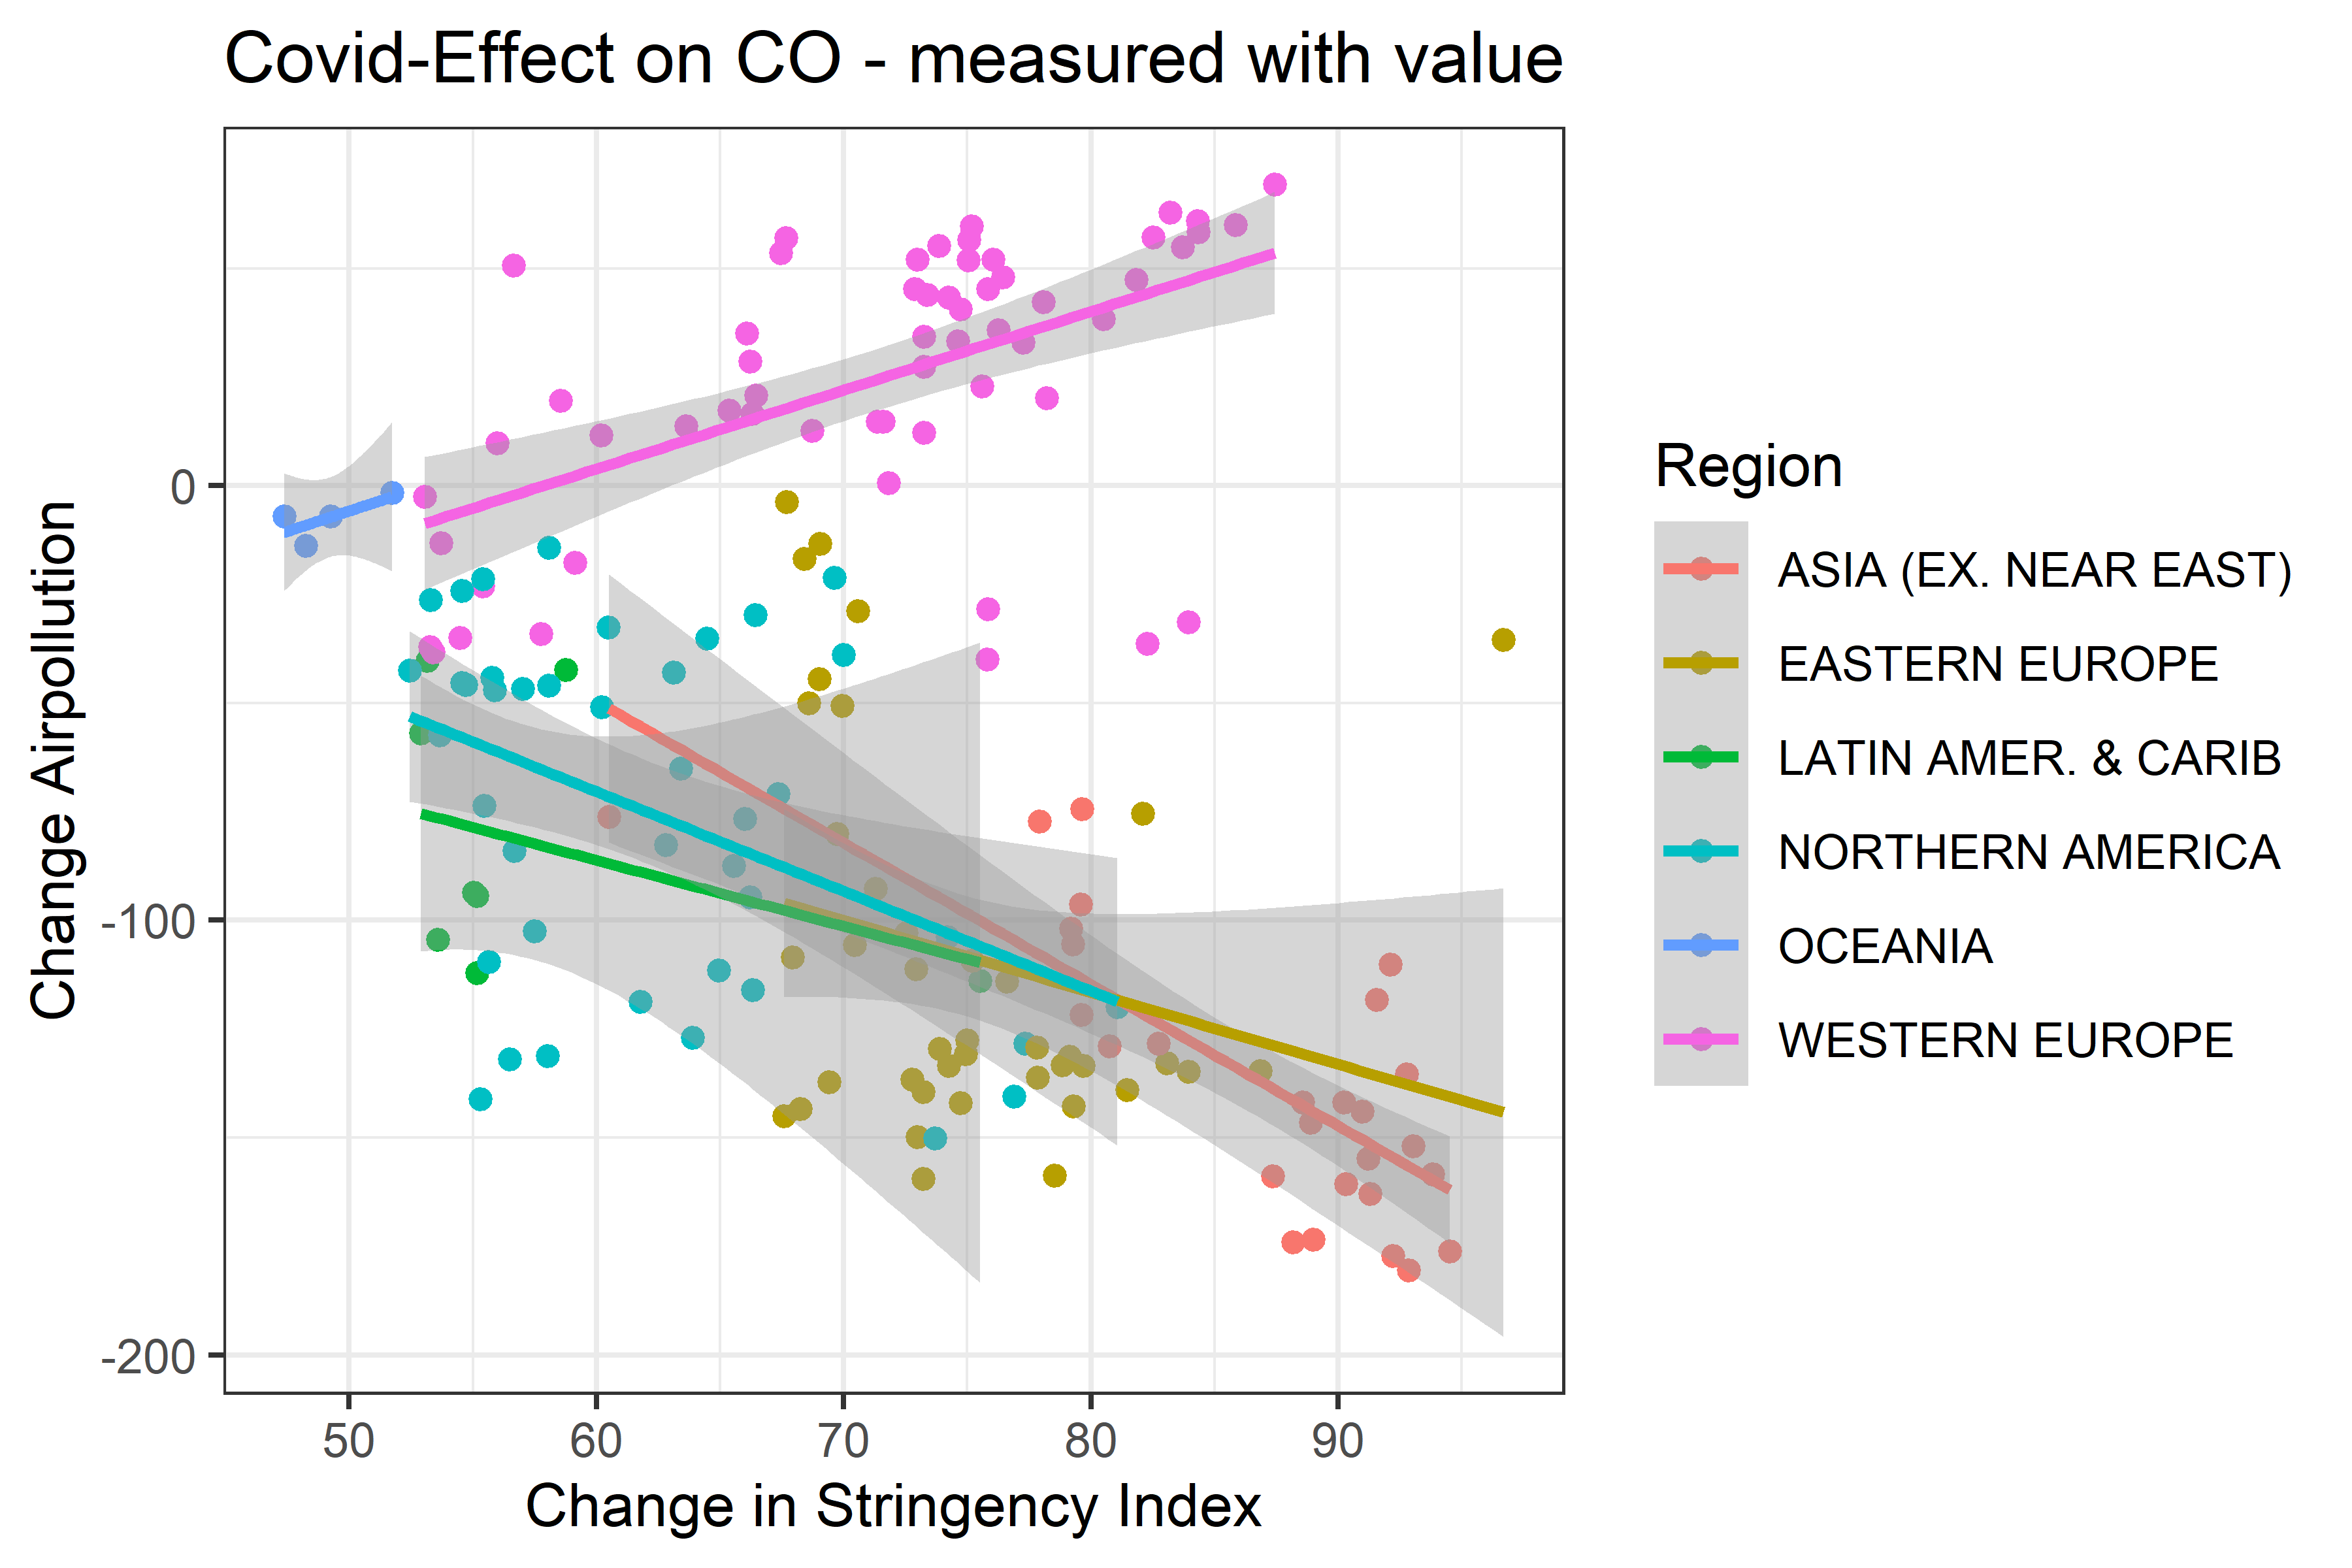 Covid-Effect on CO - measured with value
Change Airpollution
0
-100
-200
50 60 70 80 90
Change in Stringency Index
Region
ASIA (EX. NEAR EAST)
EASTERN EUROPE
LATIN AMER. & CARIB
NORTHERN AMERICA
OCEANIA
WESTERN EUROPE